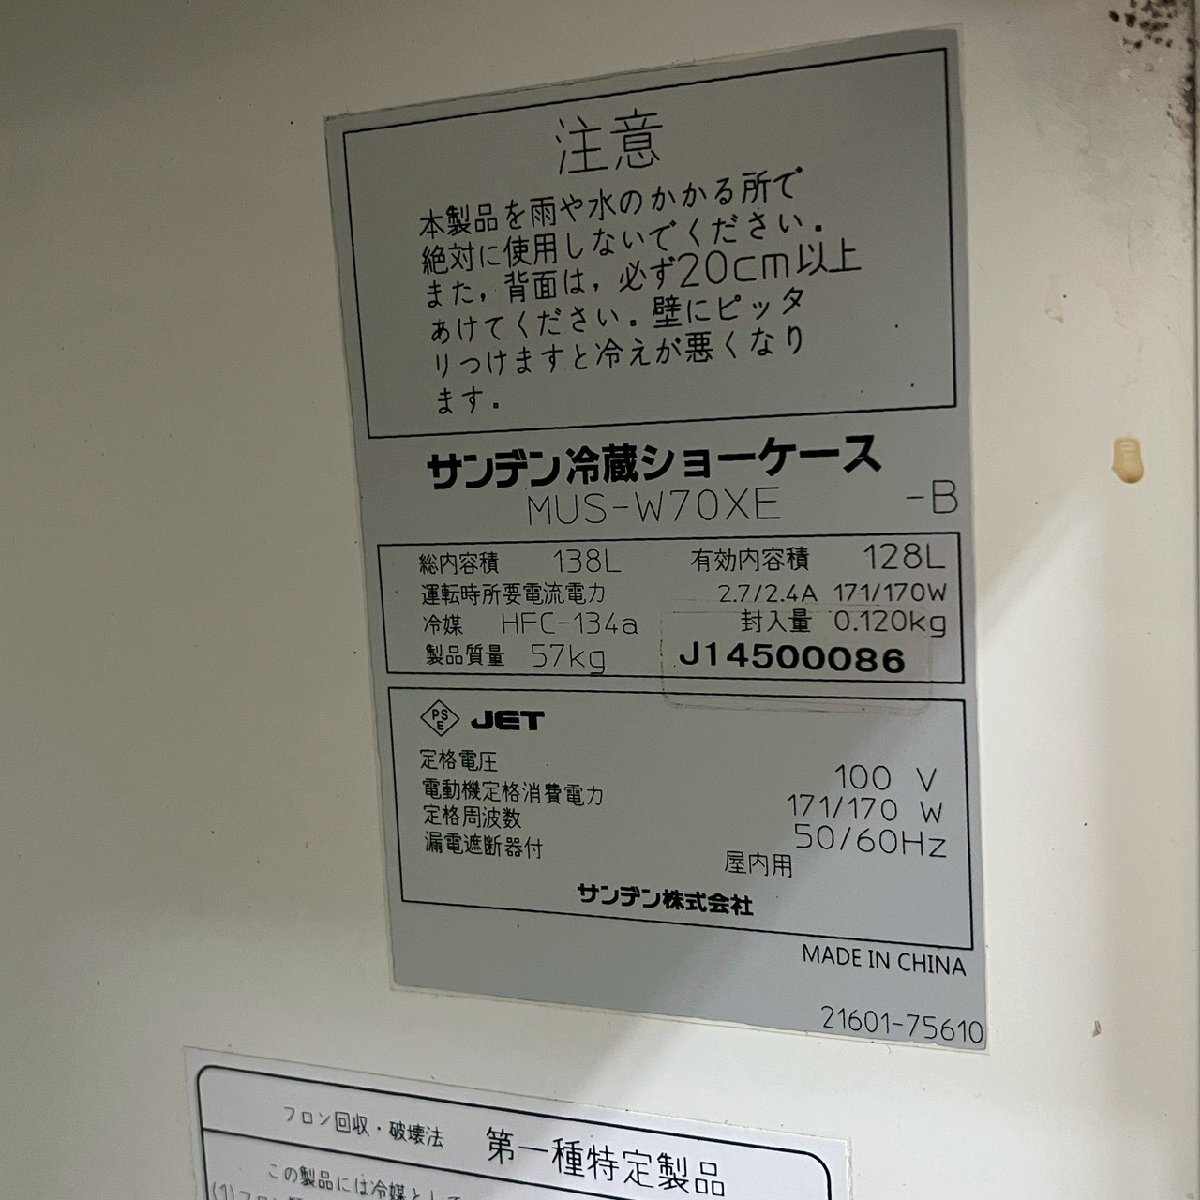 注意
本製品を雨や水のかかる所で
絶対に使用しないでください.
また,背面は,必ず20cm以上
あけてください.壁にピッタ
リつけますと冷えが悪くなり
ます.
サンデン冷蔵ショーケース
MUS-W70XE -B
総内容積 138L 有効内容積 128L
運転時所要電流電力 2.7/2.4A 171/170W
冷媒 HFC-134a 封入量 0.120kg
製品質量 57kg J14500086
PSE JET
定格電圧 100 V
電動機定格消費電力 171/170 W
定格周波数 50/60Hz
漏電遮断器付 屋内用
サンデン株式会社
MADE IN CHINA
21601-75610
フロン回収・破壊法 第一種特定製品
この製品には冷媒として
(1)フロン